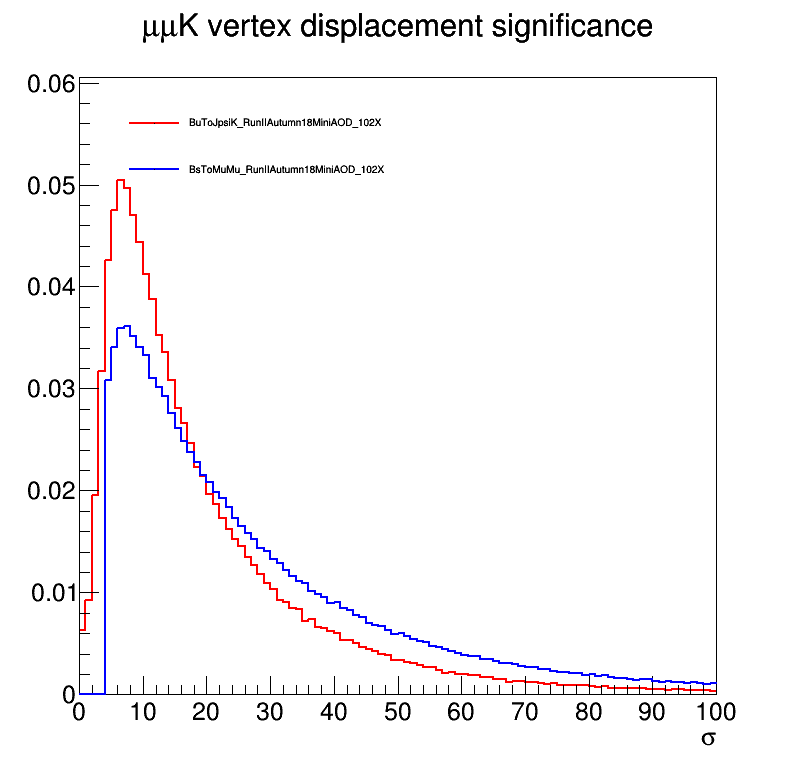 μμK vertex displacement significance
0.06
BuToJpsiK_RunIIAutumn18MiniAOD_102X
BsToMuMu_RunIIAutumn18MiniAOD_102X
0.05
0.04
0.03
0.02
0.01
0
0 10 20 30 40 50 60 70 80 90 100
σ